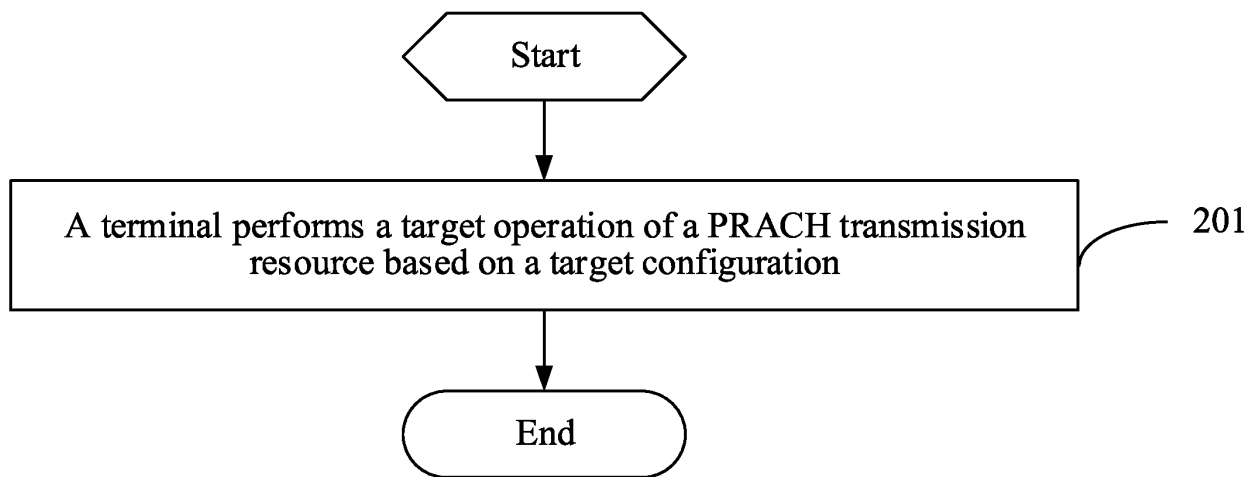 Start
A terminal performs a target operation of a PRACH transmission
resource based on a target configuration
201
End